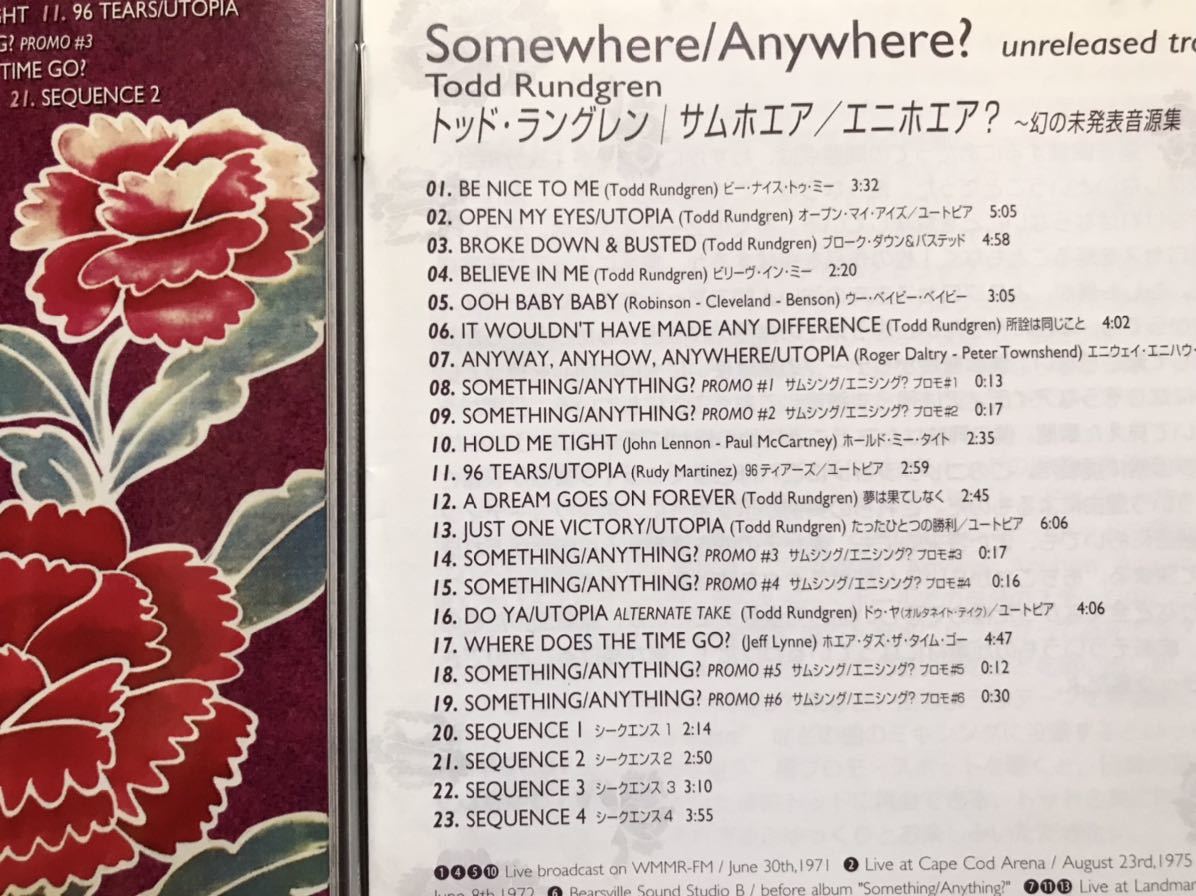 11. 96 TEARS/UTOPIA
PROMO #3
TIME GO?
21. SEQUENCE 2
Somewhere/Anywhere? unreleased
Todd Rundgren
トッド・ラングレン | サムホエア／エニホエア？ ～幻の未発表音源集
01. BE NICE TO ME (Todd Rundgren) ビー・ナイス・トゥ・ミー 3:32
02. OPEN MY EYES/UTOPIA (Todd Rundgren) オープン・マイ・アイズ／ユートピア 5:05
03. BROKE DOWN & BUSTED (Todd Rundgren) ブローク・ダウン&バステッド 4:58
04. BELIEVE IN ME (Todd Rundgren) ビリーヴ・イン・ミー 2:20
05. OOH BABY BABY (Robinson - Cleveland - Benson) ウー・ベイビー・ベイビー 3:05
06. IT WOULDN'T HAVE MADE ANY DIFFERENCE (Todd Rundgren) 所詮は同じこと 4:02
07. ANYWAY, ANYHOW, ANYWHERE/UTOPIA (Roger Daltry - Peter Townshend) エニウェイ・エニハウ・
08. SOMETHING/ANYTHING? PROMO #1 サムシング/エニシング? プロモ#1 0:13
09. SOMETHING/ANYTHING? PROMO #2 サムシング/エニシング? プロモ#2 0:17
10. HOLD ME TIGHT (John Lennon - Paul McCartney) ホールド・ミー・タイト 2:35
11. 96 TEARS/UTOPIA (Rudy Martinez) 96ティアーズ／ユートピア 2:59
12. A DREAM GOES ON FOREVER (Todd Rundgren) 夢は果てしなく 2:45
13. JUST ONE VICTORY/UTOPIA (Todd Rundgren) たったひとつの勝利／ユートピア 6:06
14. SOMETHING/ANYTHING? PROMO #3 サムシング/エニシング? プロモ#3 0:17
15. SOMETHING/ANYTHING? PROMO #4 サムシング/エニシング? プロモ#4 0:16
16. DO YA/UTOPIA ALTERNATE TAKE (Todd Rundgren) ドゥ・ヤ(オルタネイト・テイク)／ユートピア 4:06
17. WHERE DOES THE TIME GO? (Jeff Lynne) ホエア・ダズ・ザ・タイム・ゴー 4:47
18. SOMETHING/ANYTHING? PROMO #5 サムシング/エニシング? プロモ#5 0:12
19. SOMETHING/ANYTHING? PROMO #6 サムシング/エニシング? プロモ#6 0:30
20. SEQUENCE 1 シークエンス1 2:14
21. SEQUENCE 2 シークエンス2 2:50
22. SEQUENCE 3 シークエンス3 3:10
23. SEQUENCE 4 シークエンス4 3:55
❶❹❺❿ Live broadcast on WMMR-FM / June 30th,1971 ❷ Live at Cape Cod Arena / August 23rd,1975
June 8th,1972 ❻ Bearsville Sound Studio B / before album "Something/Anything?" ❼⓫⓭ Live at